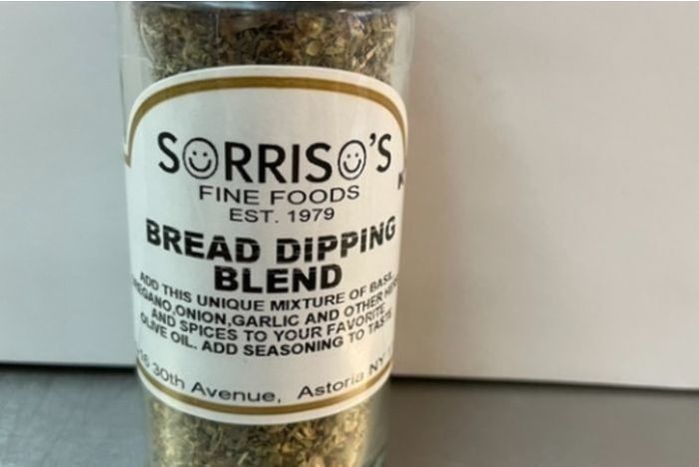 SORRISO'S
FINE FOODS
EST. 1979
BREAD DIPPING
BLEND
ADD THIS UNIQUE MIXTURE OF
ONION, GARLIC AND OTHER
AND SPICES TO YOUR FAVORITE
OLIVE OIL. ADD SEASONING TO TASTE
30th Avenue, Astoria NY